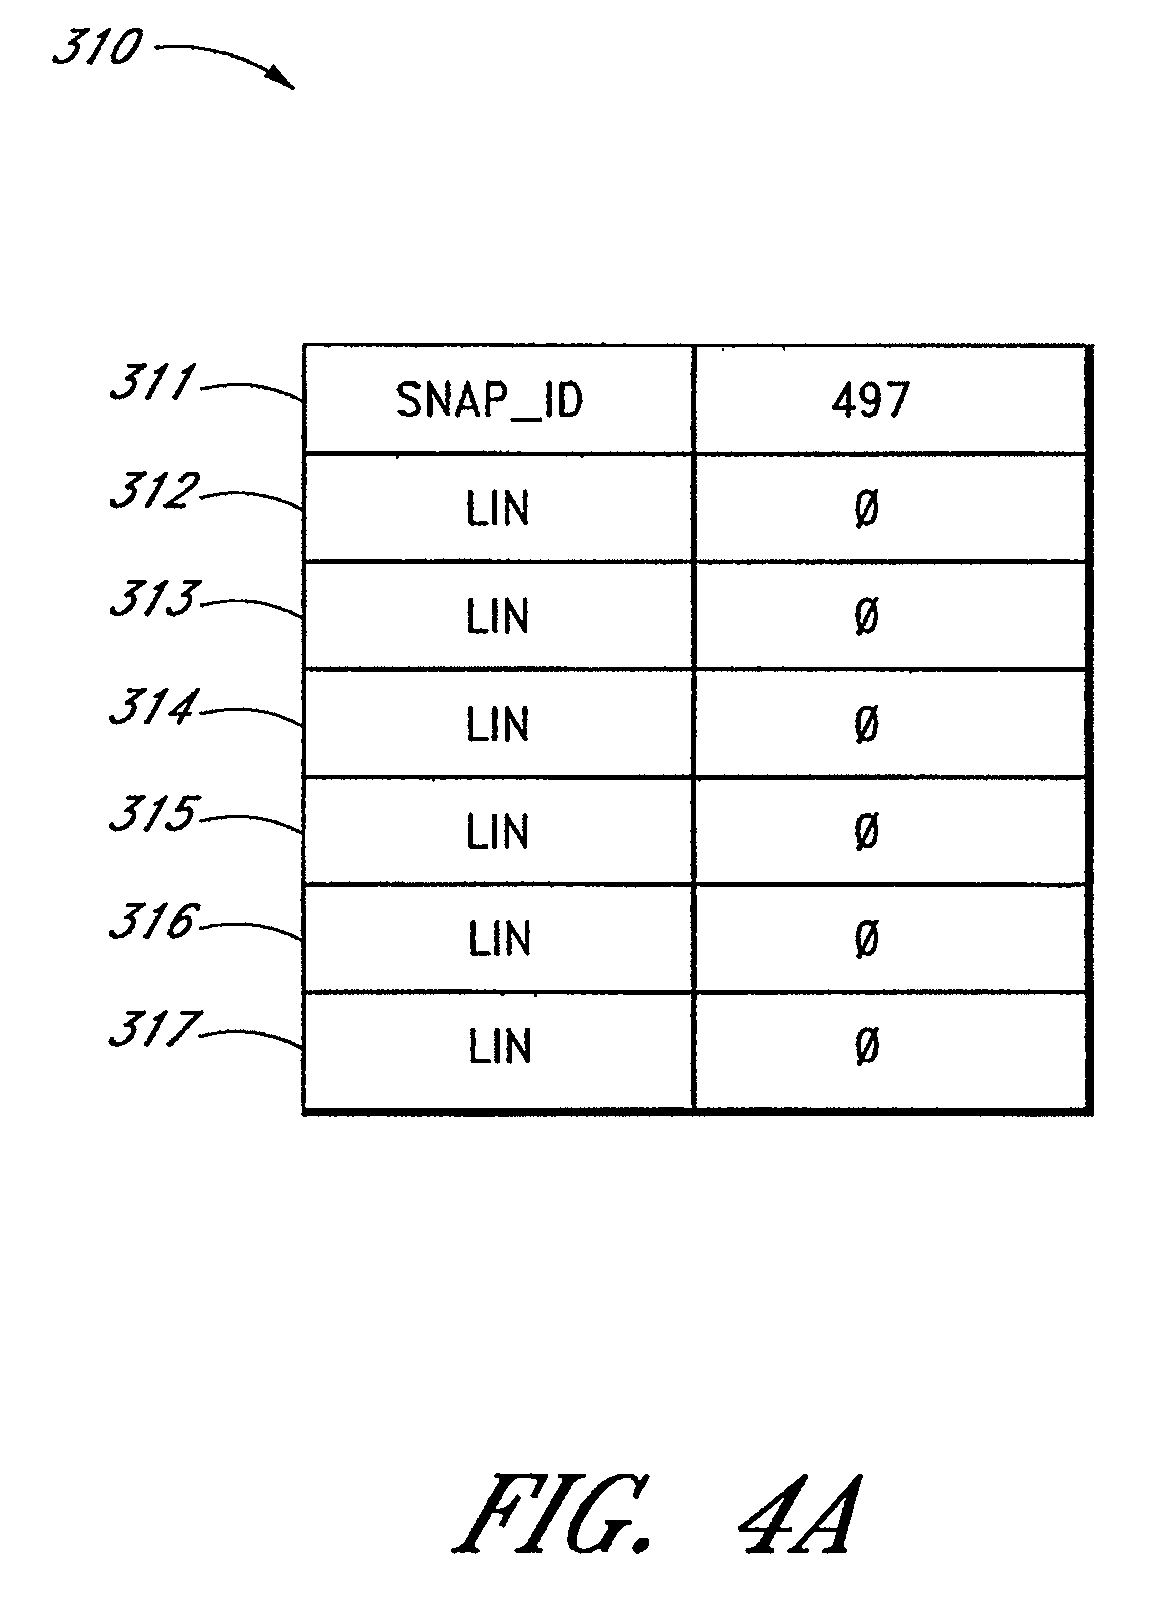 310
311 SNAP_ID 497
312 LIN Ø
313 LIN Ø
314 LIN Ø
315 LIN Ø
316 LIN Ø
317 LIN Ø
FIG. 4A